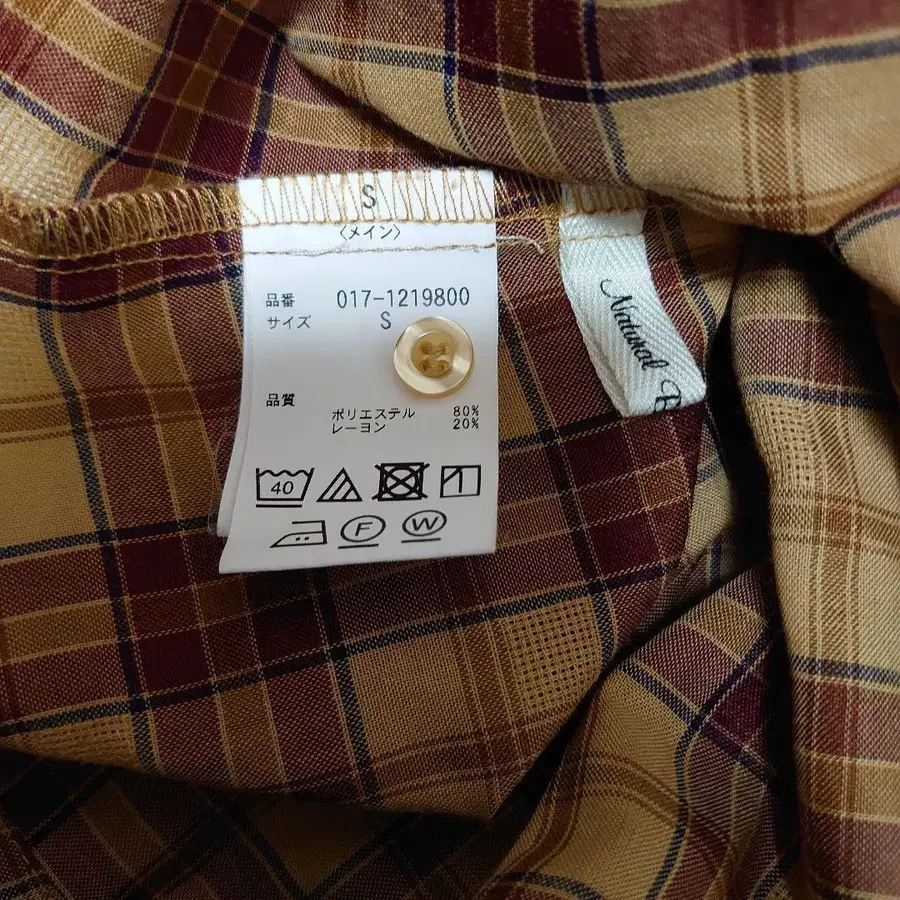 S
〈メイン〉
品番 017-1219800
サイズ S
品質
ポリエステル 80%
レーヨン 20%
40
F W
Natural